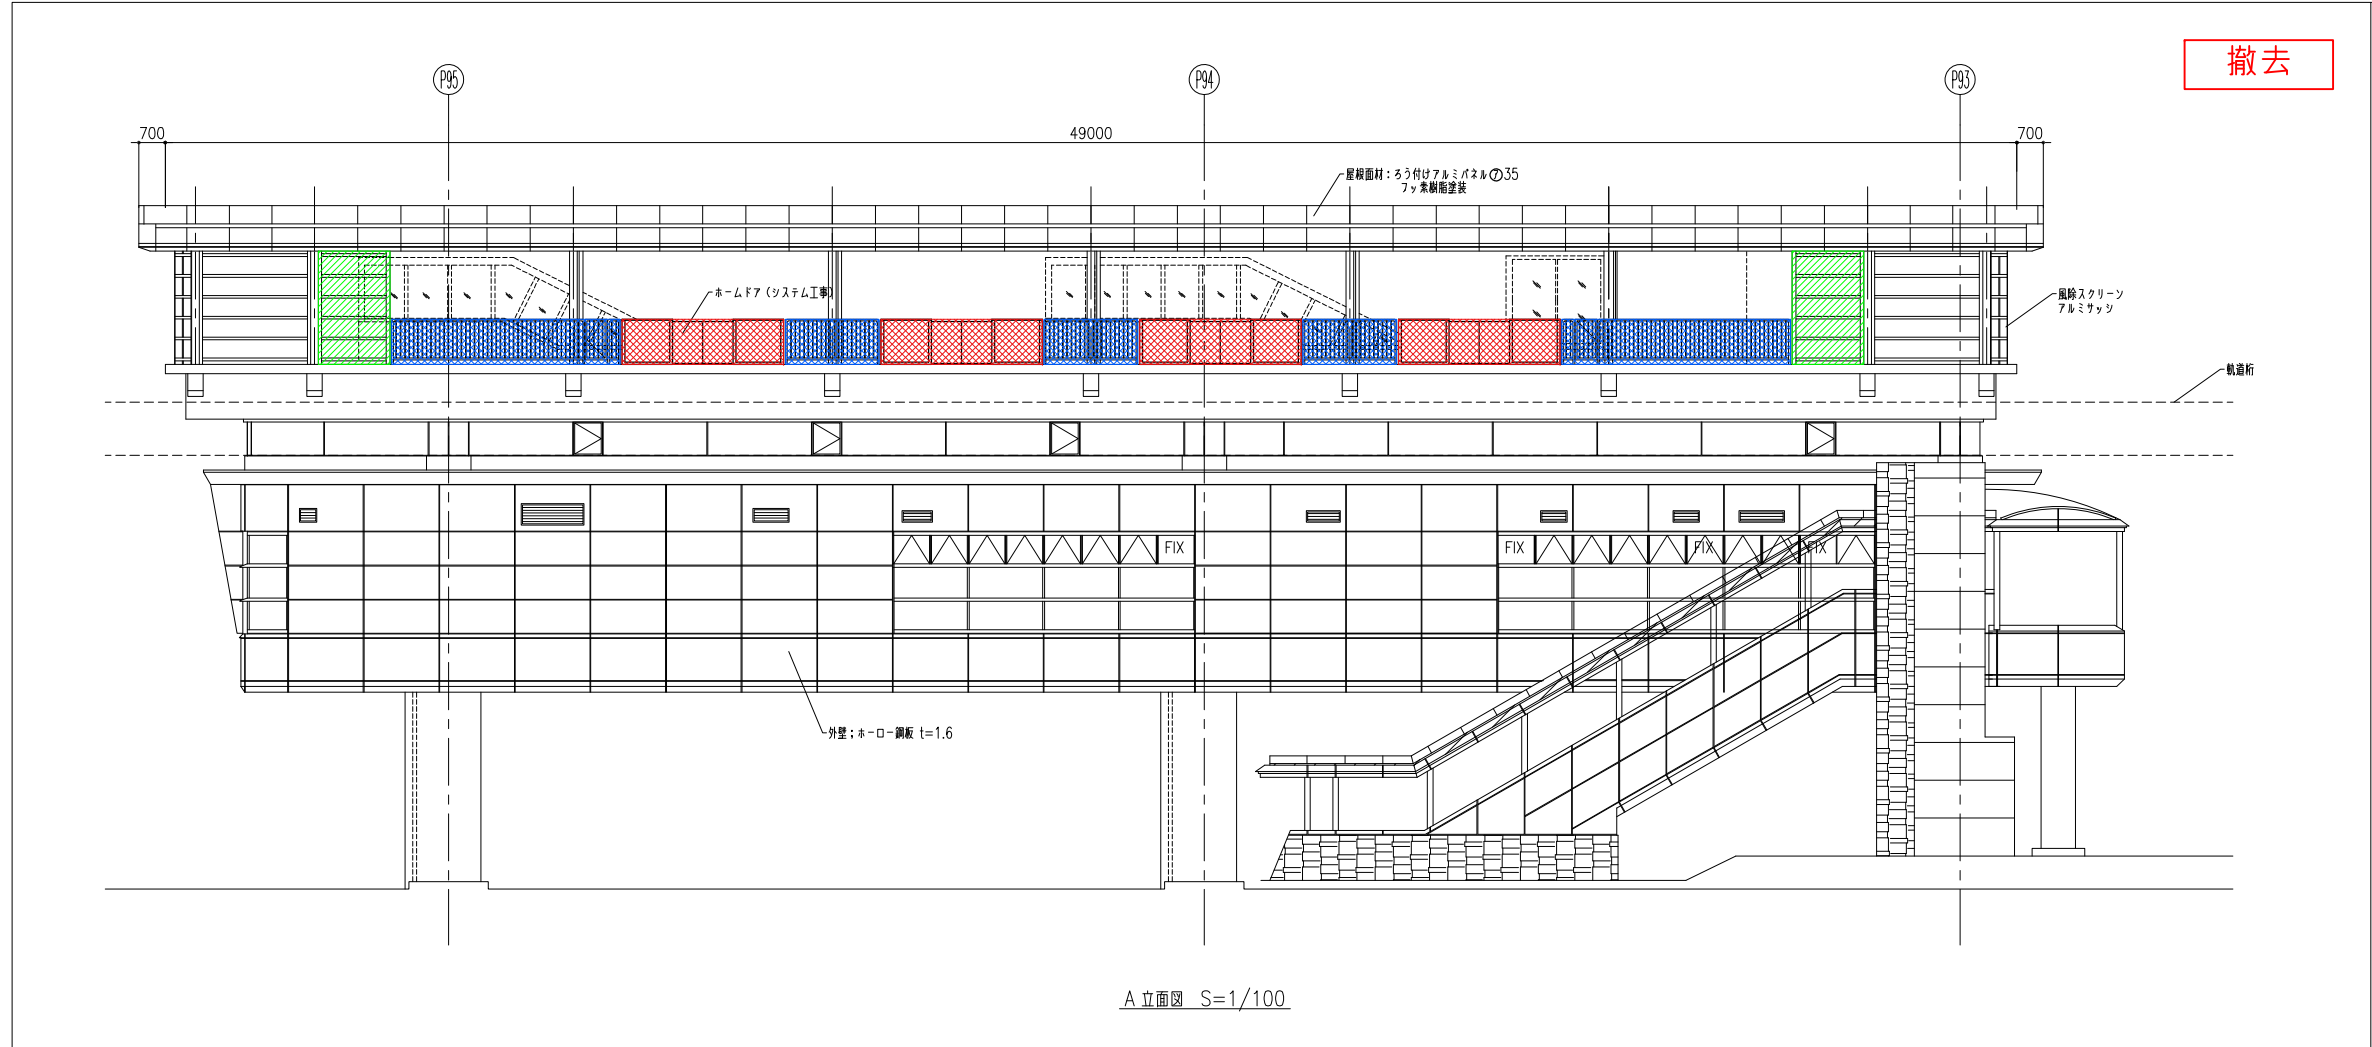 撤去
P95
P94
P93
700
49000
700
屋根面材：ろう付けアルミパネル⑦35
フッ素樹脂塗装
ホームドア（システム工事）
風除スクリーン
アルミサッシ
軌道桁
FIX
FIX
FIX
FIX
外壁：ホーロー鋼板 t=1.6
A 立面図 S=1/100